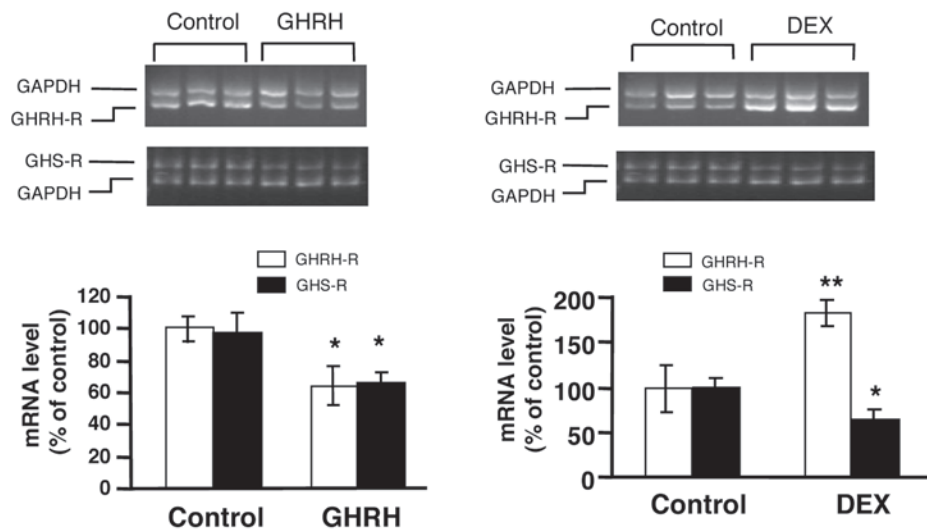 Control GHRH
GAPDH
GHRH-R
GHS-R
GAPDH
GHRH-R
GHS-R
mRNA level
(% of control)
120
100
80
60
40
20
0
* *
Control GHRH
Control DEX
GAPDH
GHRH-R
GHS-R
GAPDH
GHRH-R
GHS-R
mRNA level
(% of control)
200
150
100
50
0
**
*
Control DEX